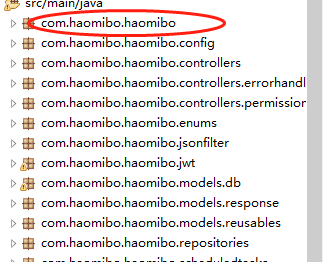 src/main/java
com.haomibo.haomibo
com.haomibo.haomibo.config
com.haomibo.haomibo.controllers
com.haomibo.haomibo.controllers.errorhandl
com.haomibo.haomibo.controllers.permission
com.haomibo.haomibo.enums
com.haomibo.haomibo.jsonfilter
com.haomibo.haomibo.jwt
com.haomibo.haomibo.models.db
com.haomibo.haomibo.models.response
com.haomibo.haomibo.models.reusables
com.haomibo.haomibo.repositories
com.haomibo.haomibo.scheduledtasks